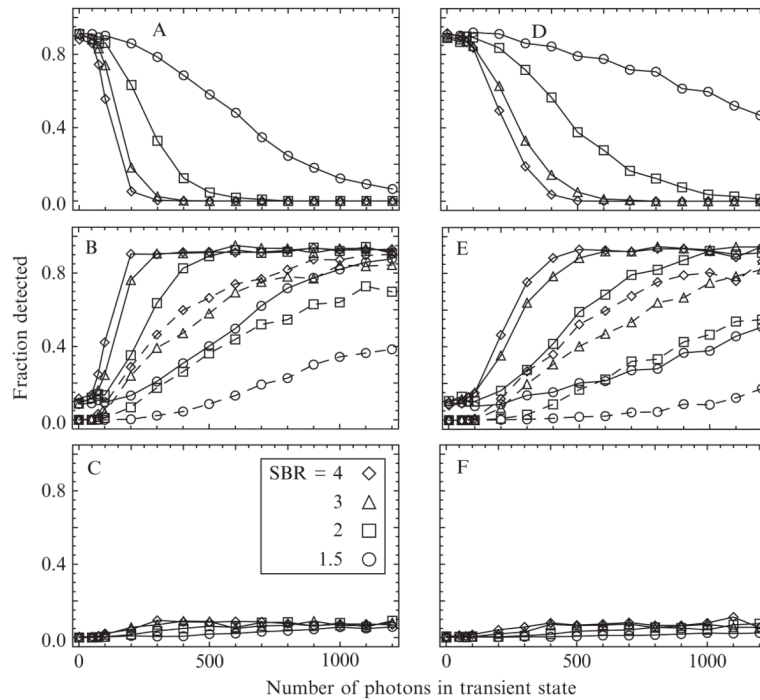 A
D
0.8
0.4
0.0
B
E
Fraction detected
0.8
0.4
0.0
C
F
SBR = 4
3
2
1.5
0.8
0.4
0.0
0 500 1000 0 500 1000
Number of photons in transient state